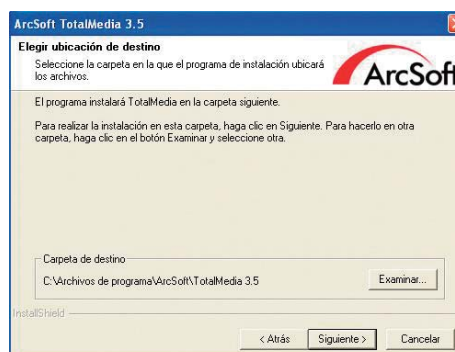 ArcSoft TotalMedia 3.5
Elegir ubicación de destino
Seleccione la carpeta en la que el programa de instalación ubicará
los archivos.
ArcSoft
El programa instalará TotalMedia en la carpeta siguiente.
Para realizar la instalación en esta carpeta, haga clic en Siguiente. Para hacerlo en otra
carpeta, haga clic en el botón Examinar y seleccione otra.
Carpeta de destino
C:\Archivos de programa\ArcSoft\TotalMedia 3.5
Examinar...
InstallShield
< Atrás
Siguiente >
Cancelar